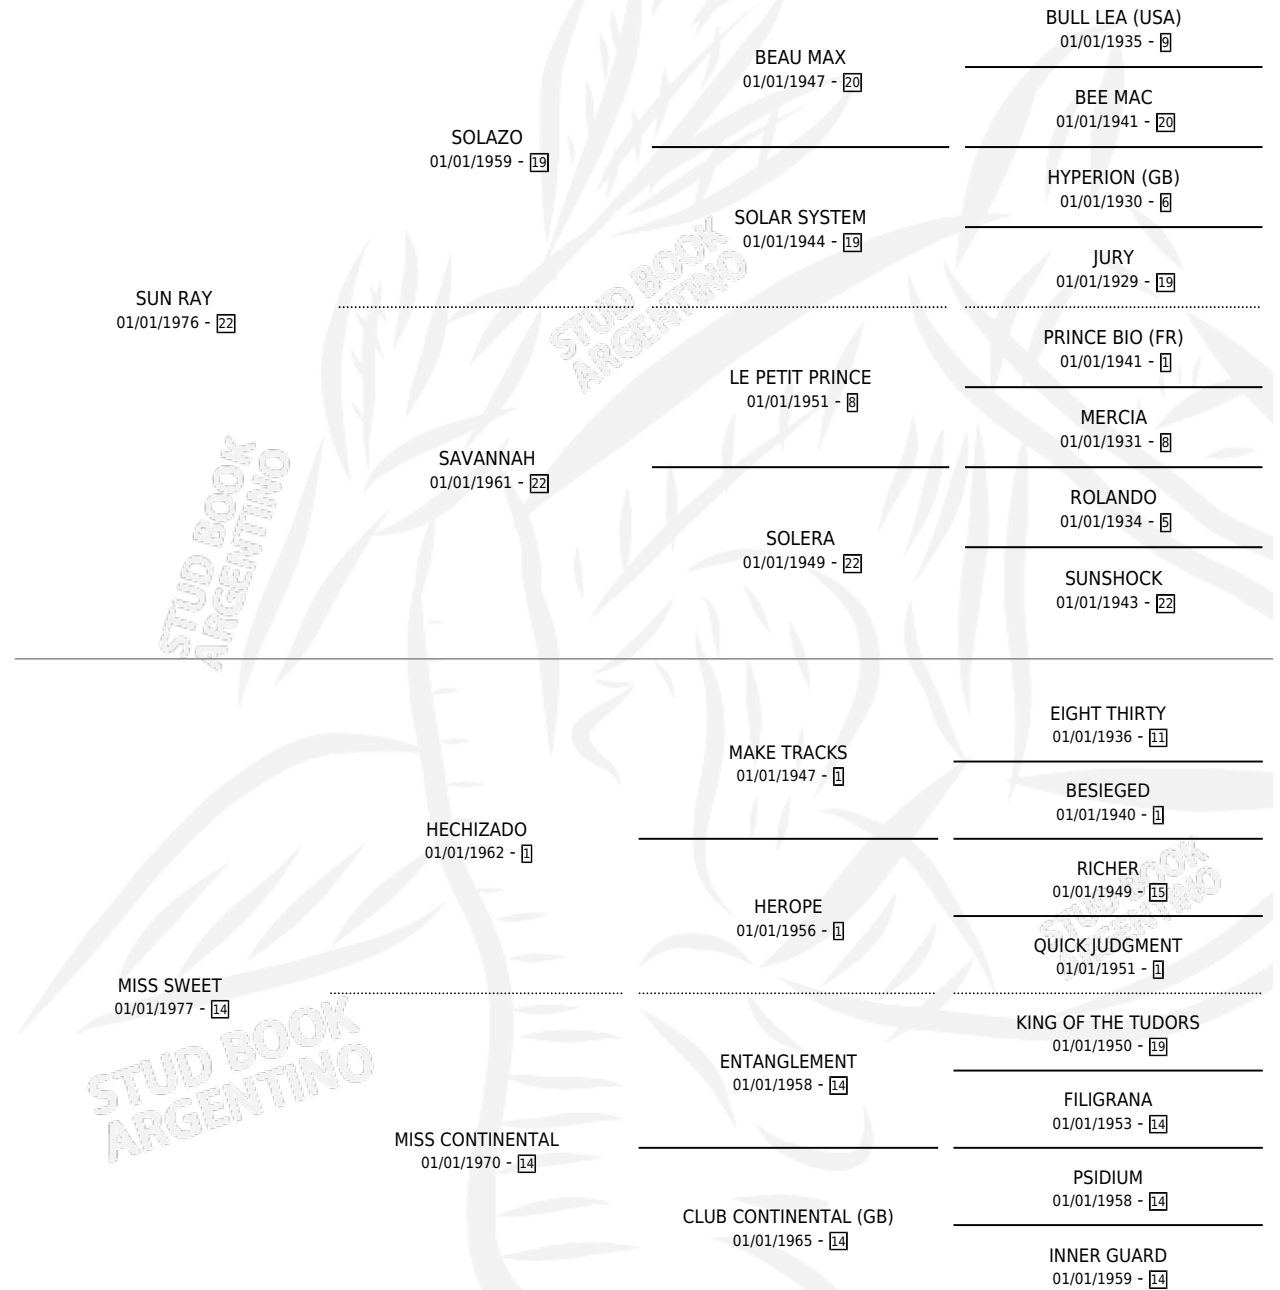 SUN RAY
01/01/1976 - 22
SOLAZO
01/01/1959 - 19
SAVANNAH
01/01/1961 - 22
BEAU MAX
01/01/1947 - 20
SOLAR SYSTEM
01/01/1944 - 19
LE PETIT PRINCE
01/01/1951 - 8
SOLERA
01/01/1949 - 22
BULL LEA (USA)
01/01/1935 - 9
BEE MAC
01/01/1941 - 20
HYPERION (GB)
01/01/1930 - 6
JURY
01/01/1929 - 19
PRINCE BIO (FR)
01/01/1941 - 1
MERCIA
01/01/1931 - 8
ROLANDO
01/01/1934 - 5
SUNSHOCK
01/01/1943 - 22
MISS SWEET
01/01/1977 - 14
HECHIZADO
01/01/1962 - 1
MISS CONTINENTAL
01/01/1970 - 14
MAKE TRACKS
01/01/1947 - 1
HEROPE
01/01/1956 - 1
ENTANGLEMENT
01/01/1958 - 14
CLUB CONTINENTAL (GB)
01/01/1965 - 14
EIGHT THIRTY
01/01/1936 - 11
BESIEGED
01/01/1940 - 1
RICHER
01/01/1949 - 15
QUICK JUDGMENT
01/01/1951 - 1
KING OF THE TUDORS
01/01/1950 - 19
FILIGRANA
01/01/1953 - 14
PSIDIUM
01/01/1958 - 14
INNER GUARD
01/01/1959 - 14
STUD BOOK
ARGENTINO
STUD BOOK
ARGENTINO
STUD BOOK
ARGENTINO
STUD BOOK
ARGENTINO